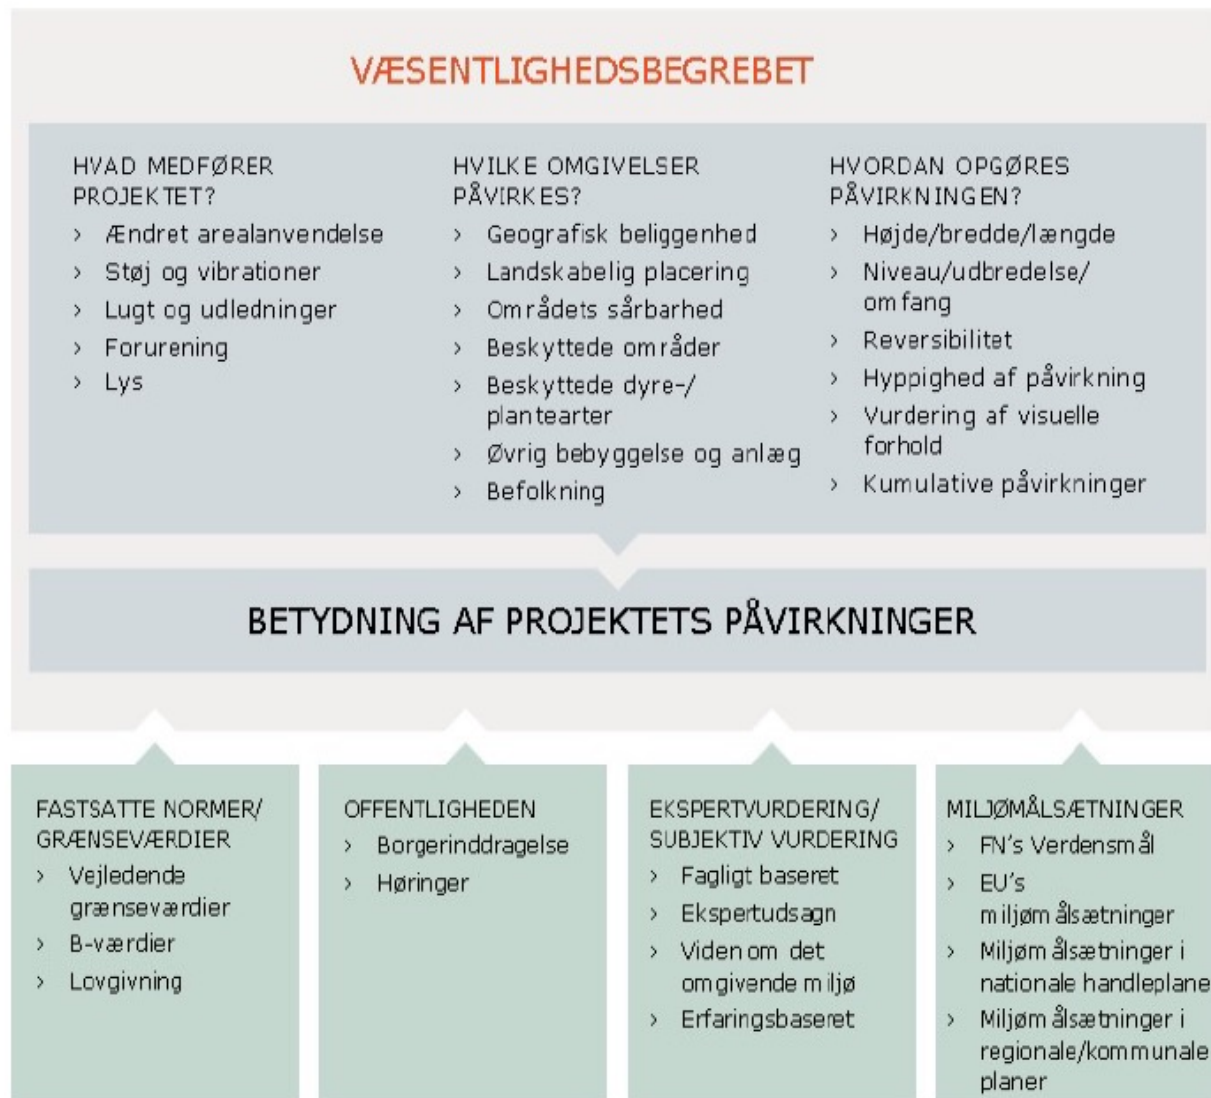 VÆSENTLIGHEDSBEGREBET
HVAD MEDFØRER
PROJEKTET?
> Ændret arealanvendelse
> Støj og vibrationer
> Lugt og udledninger
> Forurening
> Lys
HVILKE OMGIVELSER
PÅVIRKES?
> Geografisk beliggenhed
> Landskabelig placering
> Områdets sårbarhed
> Beskyttede områder
> Beskyttede dyre-/
plantearter
> Øvrig bebyggelse og anlæg
> Befolkning
HVORDAN OPGØRES
PÅVIRKNINGEN?
> Højde/bredde/længde
> Niveau/udbredelse/
omfang
> Reversibilitet
> Hyppighed af påvirkning
> Vurdering af visuelle
forhold
> Kumulative påvirkninger
BETYDNING AF PROJEKTETS PÅVIRKNINGER
FASTSATTE NORMER/
GRÆNSEVÆRDIER
> Vejledende
grænseværdier
> B-værdier
> Lovgivning
OFFENTLIGHEDEN
> Borgerinddragelse
> Høringer
EKSPERTVURDERING/
SUBJEKTIV VURDERING
> Fagligt baseret
> Ekspertudsagn
> Viden om det
omgivende miljø
> Erfaringsbaseret
MILJØMÅLSÆTNINGER
> FN's Verdensmål
> EU's
miljømålsætninger
> Miljømålsætninger i
nationale handleplane
> Miljømålsætninger i
regionale/kommunale
planer